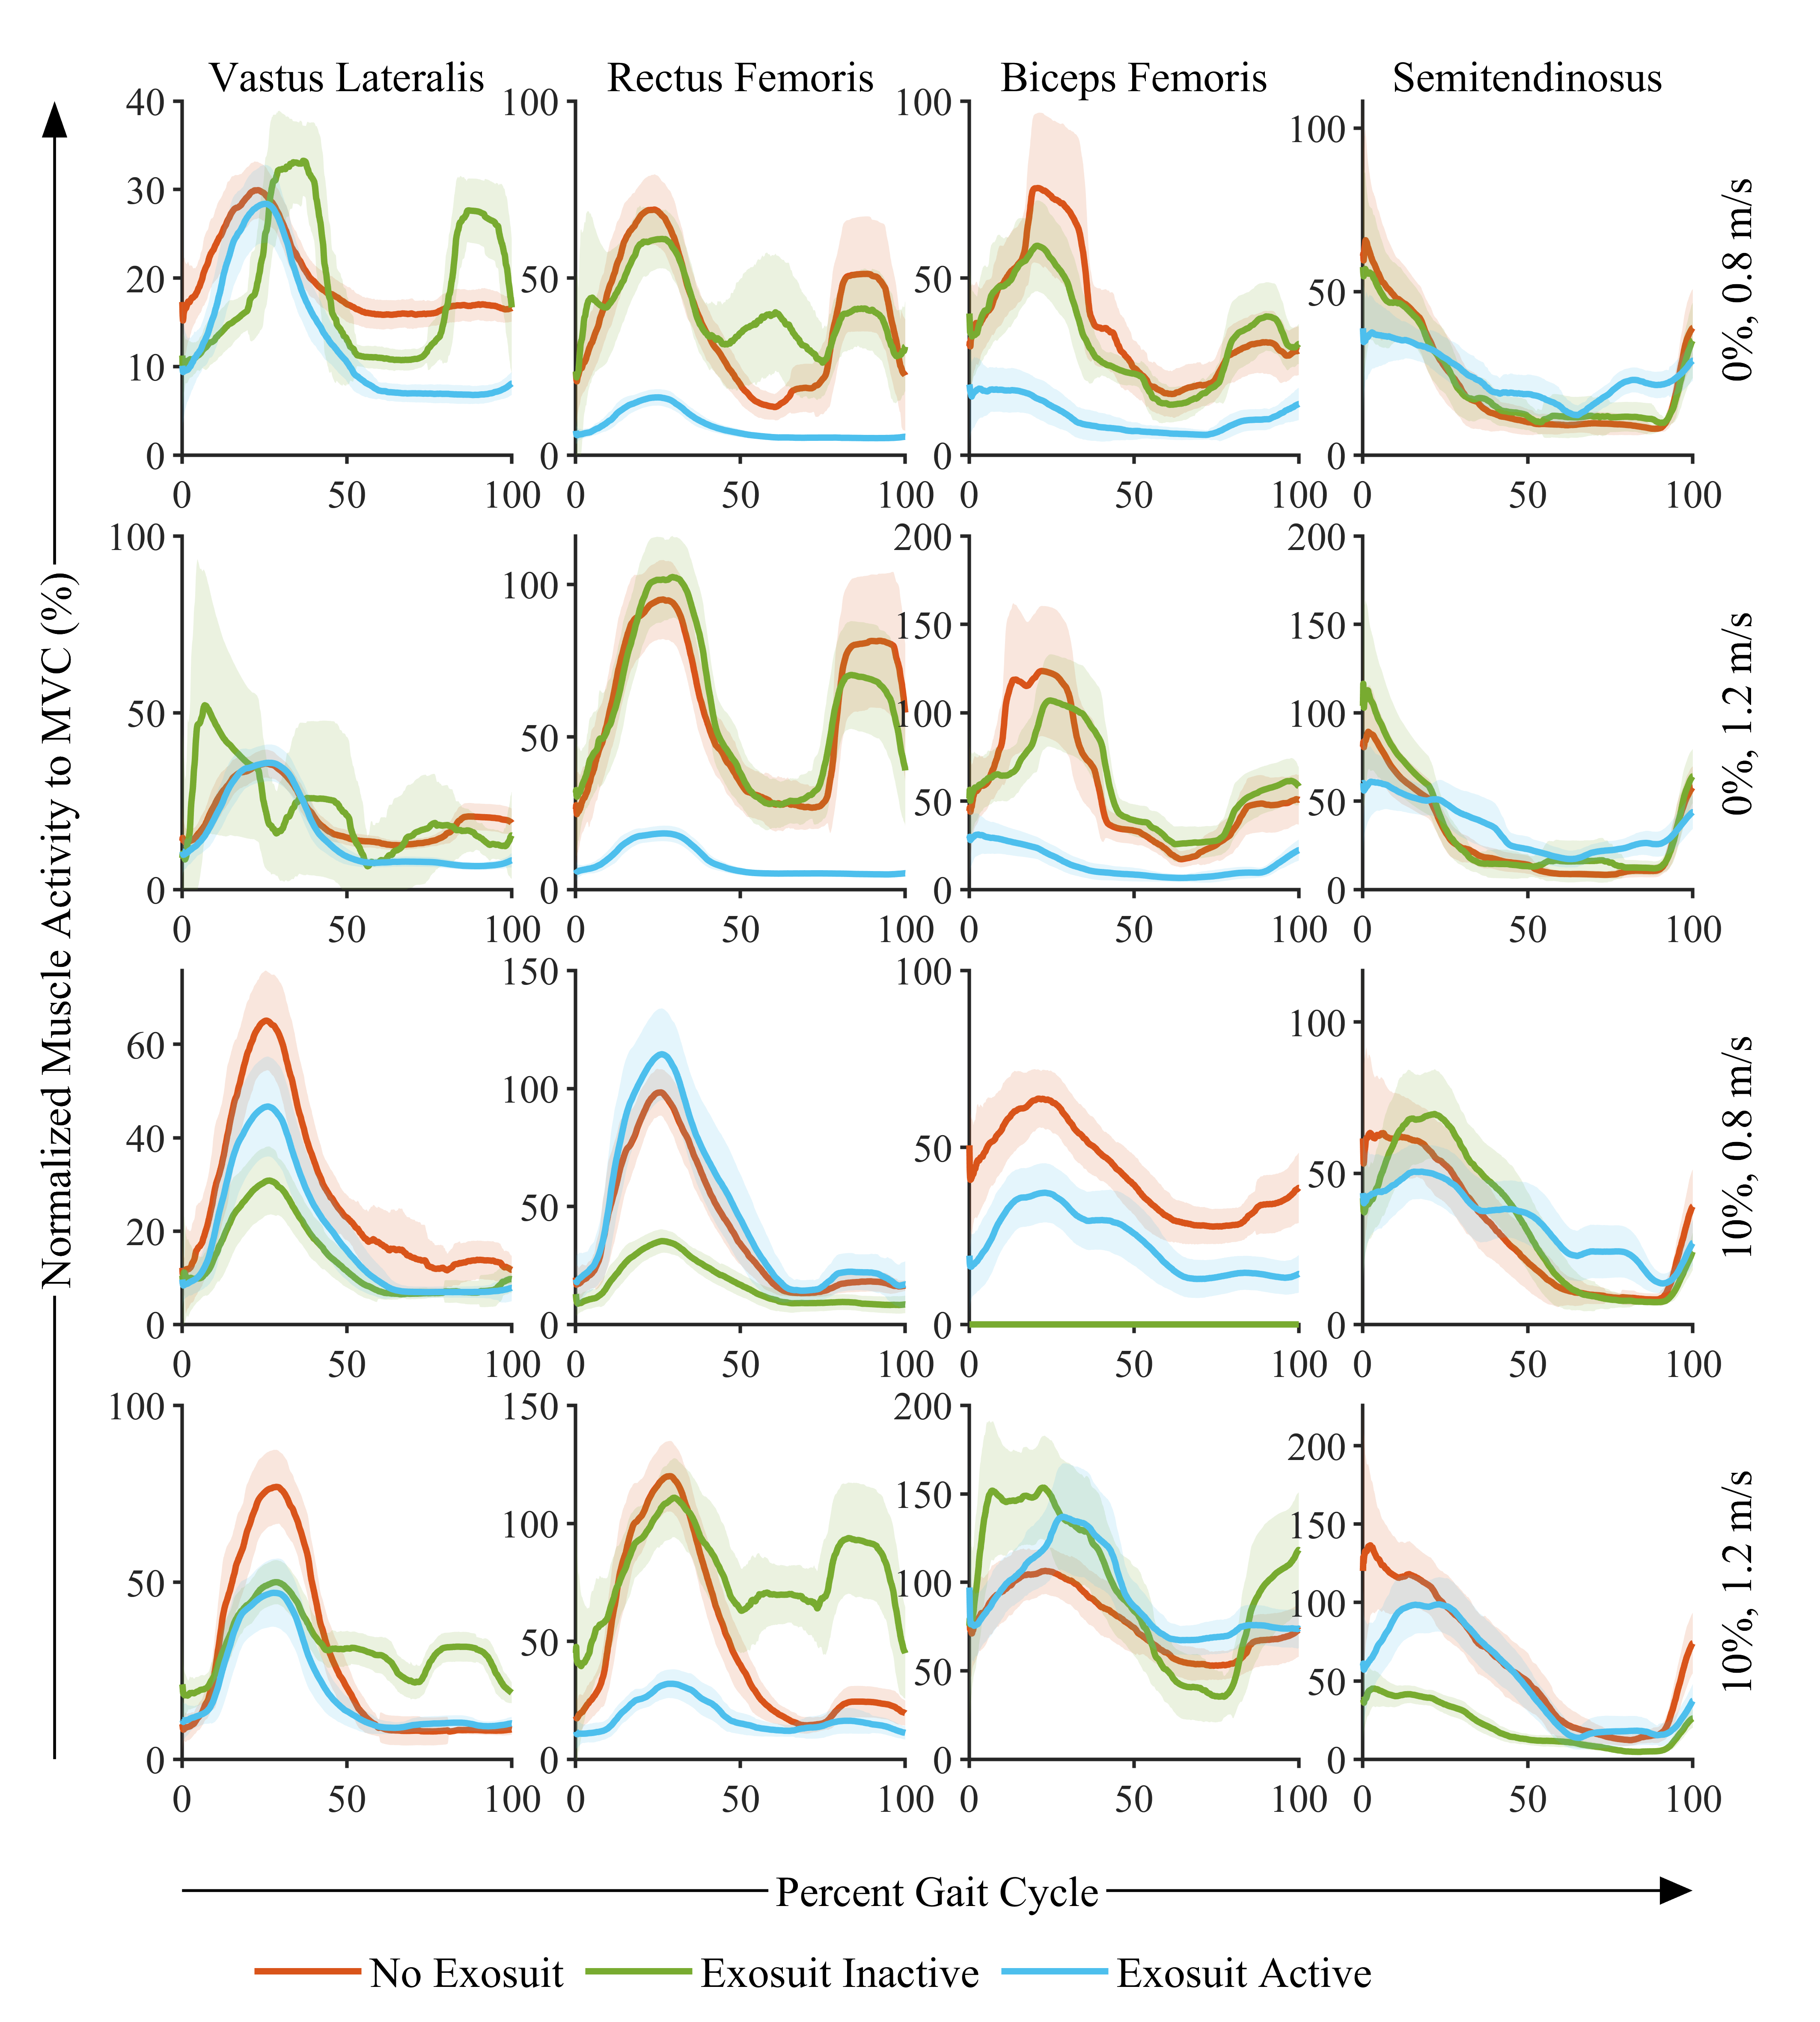 Vastus Lateralis Rectus Femoris Biceps Femoris Semitendinosus
Normalized Muscle Activity to MVC (%)
40 30 20 10 0
0 50 100
100 50 0
0 50 100
100 50 0
0 50 100
100 50 0
0 50 100
0%, 0.8 m/s
100 50 0
0 50 100
100 50 0
0 50 100
200 150 100 50 0
0 50 100
200 150 100 50 0
0 50 100
0%, 1.2 m/s
60 40 20 0
0 50 100
150 100 50 0
0 50 100
100 50 0
0 50 100
100 50 0
0 50 100
10%, 0.8 m/s
100 50 0
0 50 100
150 100 50 0
0 50 100
200 150 100 50 0
0 50 100
200 150 100 50 0
0 50 100
10%, 1.2 m/s
Percent Gait Cycle
No Exosuit Exosuit Inactive Exosuit Active